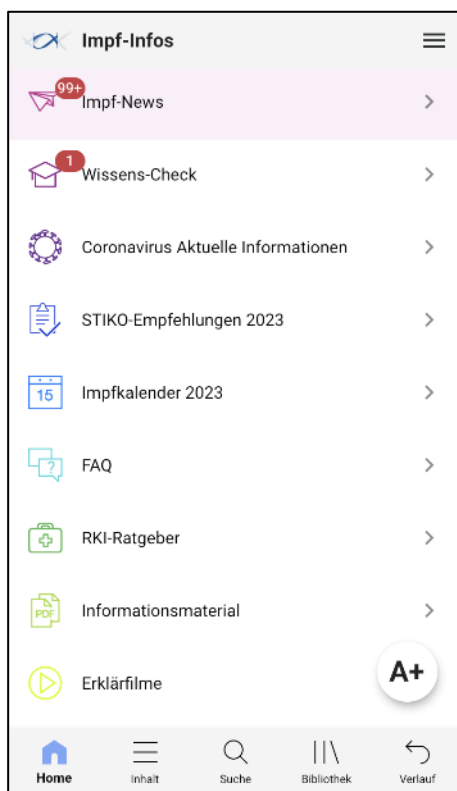 Impf-Infos
99+
Impf-News
1
Wissens-Check
Coronavirus Aktuelle Informationen
STIKO-Empfehlungen 2023
15
Impfkalender 2023
?
FAQ
RKI-Ratgeber
PDF
Informationsmaterial
Erklärfilme
A+
Home Inhalt Suche Bibliothek Verlauf